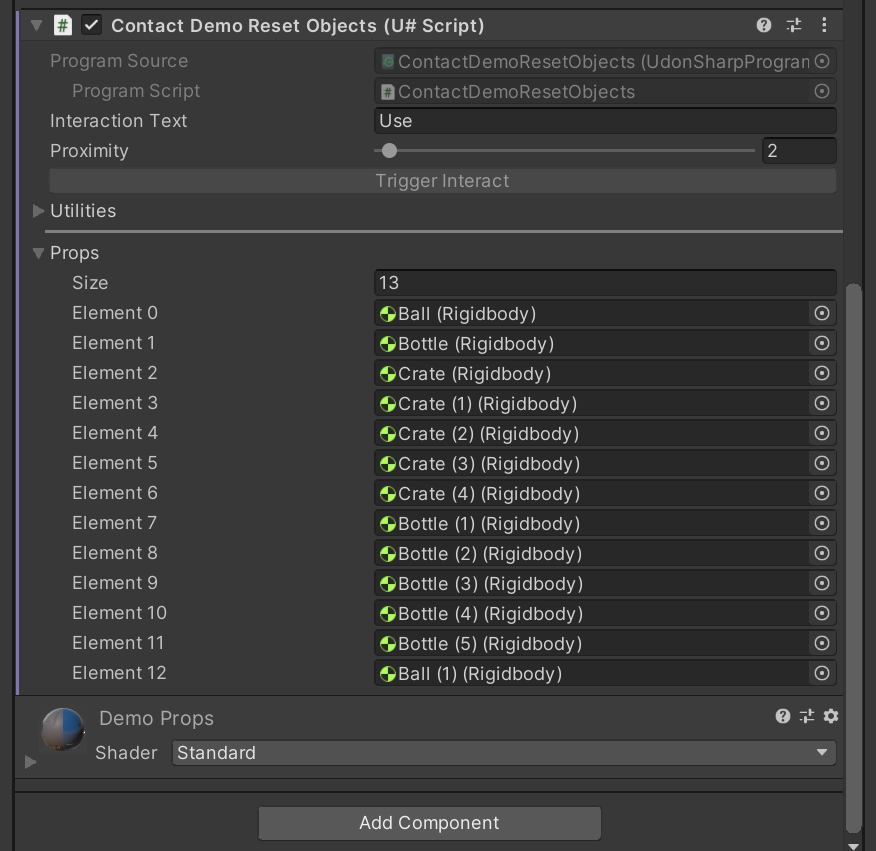 Contact Demo Reset Objects (U# Script)
Program Source ContactDemoResetObjects (UdonSharpProgram
Program Script ContactDemoResetObjects
Interaction Text Use
Proximity 2
Trigger Interact
Utilities
Props
Size 13
Element 0 Ball (Rigidbody)
Element 1 Bottle (Rigidbody)
Element 2 Crate (Rigidbody)
Element 3 Crate (1) (Rigidbody)
Element 4 Crate (2) (Rigidbody)
Element 5 Crate (3) (Rigidbody)
Element 6 Crate (4) (Rigidbody)
Element 7 Bottle (1) (Rigidbody)
Element 8 Bottle (2) (Rigidbody)
Element 9 Bottle (3) (Rigidbody)
Element 10 Bottle (4) (Rigidbody)
Element 11 Bottle (5) (Rigidbody)
Element 12 Ball (1) (Rigidbody)
Demo Props
Shader Standard
Add Component